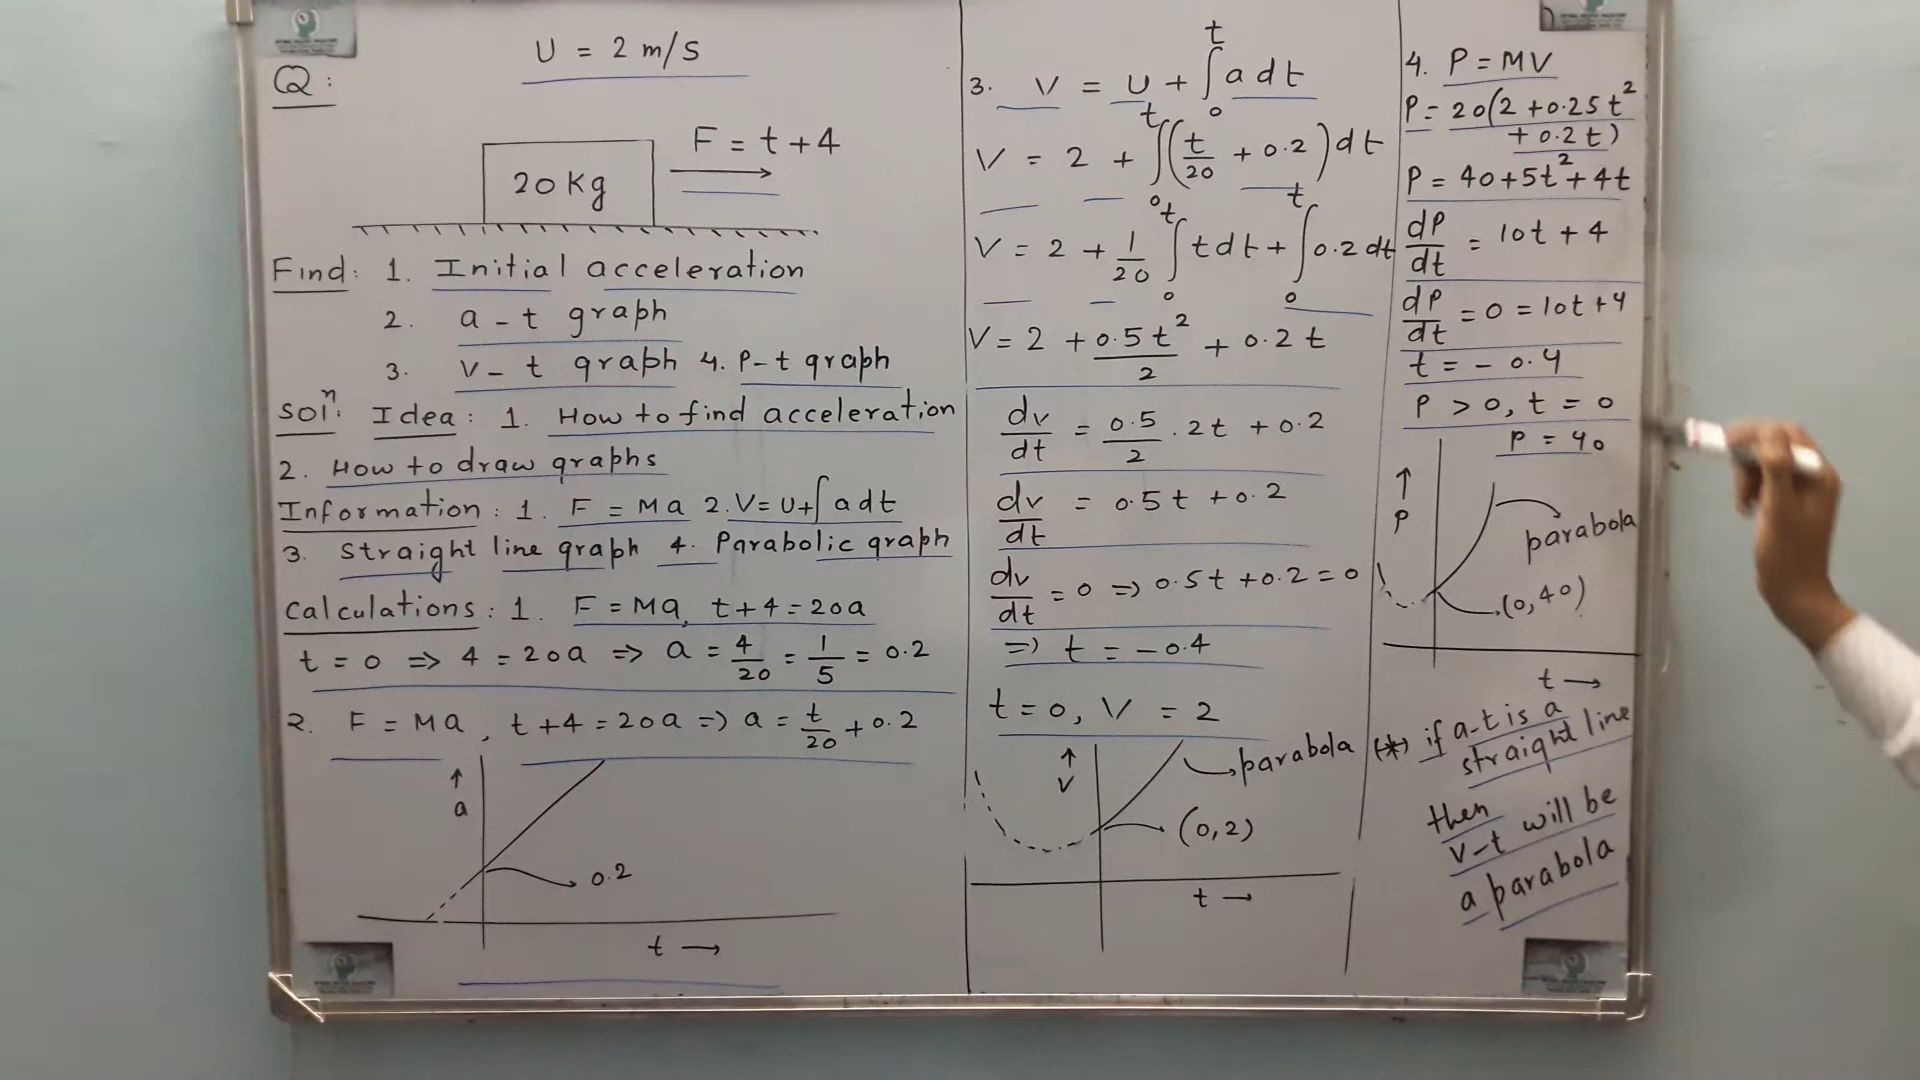 U = 2 m/s
Q:
F = t+4
20 Kg
Find: 1. Initial acceleration
2. a-t graph
3. v-t graph 4. P-t graph
Solⁿ: Idea: 1. How to find acceleration
2. How to draw graphs
Information: 1. F = Ma 2. V=U+∫adt
3. Straight line graph 4. Parabolic graph
Calculations: 1. F = Ma, t+4=20a
t = 0 => 4 = 20a => a = 4/20 = 1/5 = 0.2
2. F = Ma, t+4=20a => a = t/20 + 0.2
↑
a
0.2
t →
3. V = U + ∫₀ᵗ a dt
V = 2 + ∫₀ᵗ (t/20 + 0.2) dt
V = 2 + 1/20 ∫₀ᵗ t dt + ∫₀ᵗ 0.2 dt
V = 2 + 0.5t²/2 + 0.2t
dv/dt = 0.5/2 . 2t + 0.2
dv/dt = 0.5t + 0.2
dv/dt = 0 => 0.5t + 0.2 = 0
=> t = -0.4
t=0, V = 2
↑
V
parabola
(0,2)
t →
4. P = MV
P = 20(2 + 0.25t²
+ 0.2t)
P = 40+5t²+4t
dP/dt = 10t + 4
dP/dt = 0 = 10t+4
t = - 0.4
P > 0, t = 0
P = 40
↑
P
parabola
(0,40)
t →
(*) if a-t is a
straight line
then
v-t will be
a parabola